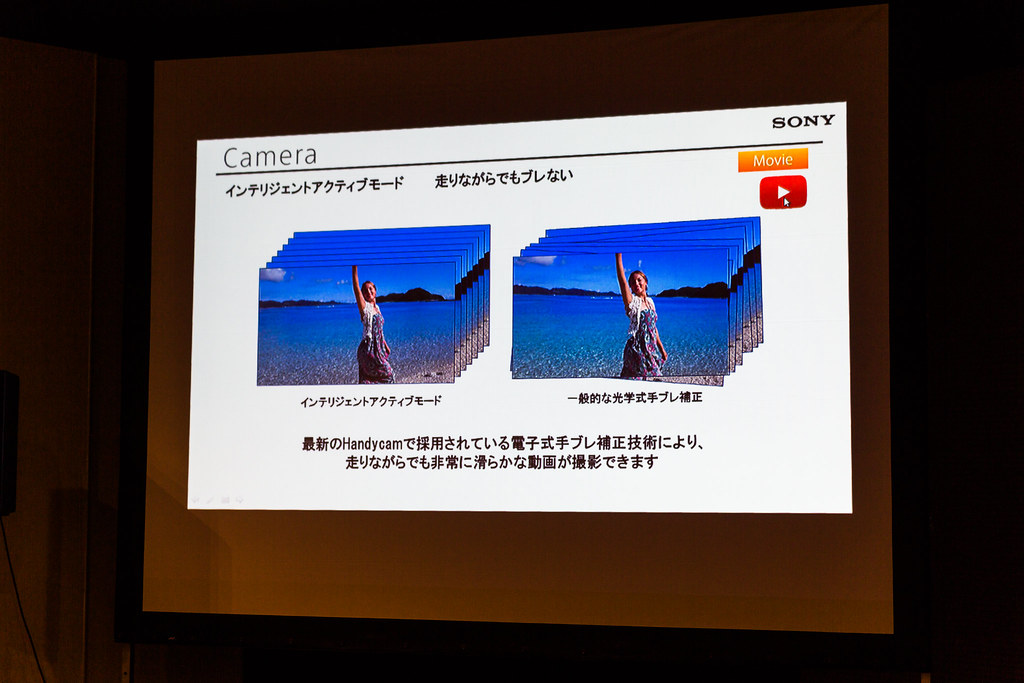 SONY
Camera
Movie
インテリジェントアクティブモード 走りながらでもブレない
インテリジェントアクティブモード
一般的な光学式手ブレ補正
最新のHandycamで採用されている電子式手ブレ補正技術により、
走りながらでも非常に滑らかな動画が撮影できます